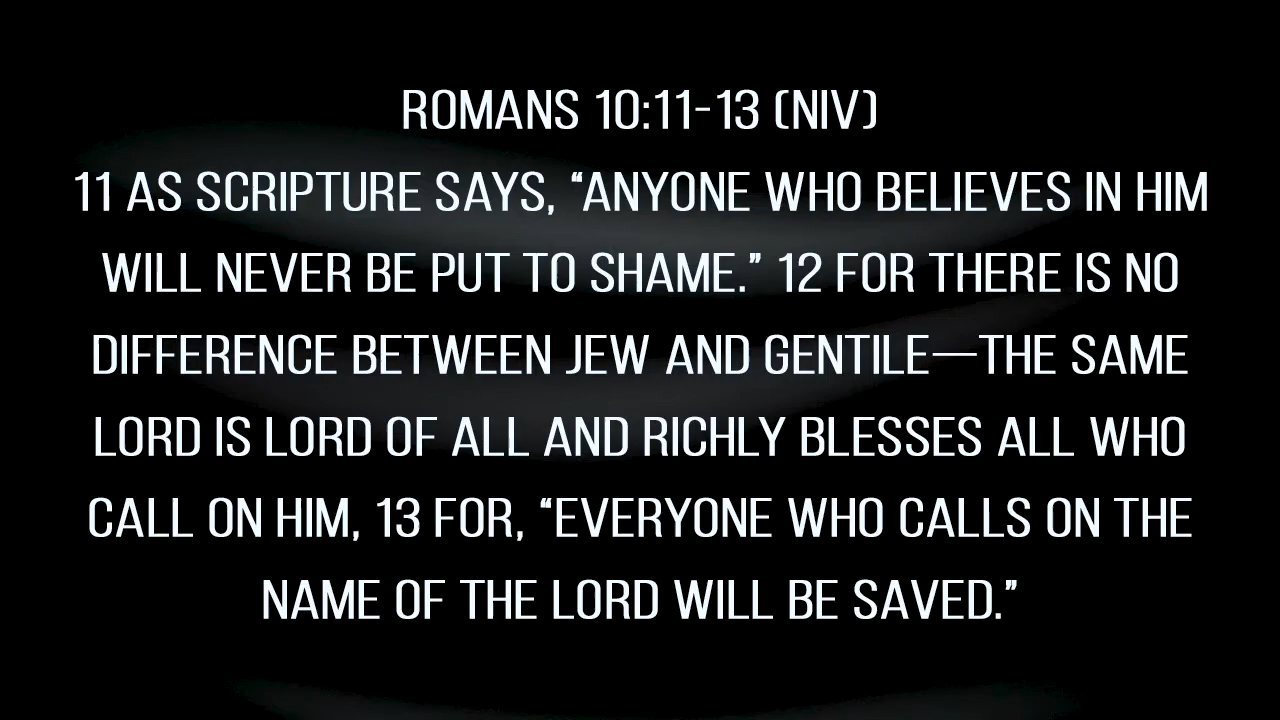 ROMANS 10:11-13 (NIV)
11 AS SCRIPTURE SAYS, “ANYONE WHO BELIEVES IN HIM
WILL NEVER BE PUT TO SHAME.” 12 FOR THERE IS NO
DIFFERENCE BETWEEN JEW AND GENTILE—THE SAME
LORD IS LORD OF ALL AND RICHLY BLESSES ALL WHO
CALL ON HIM, 13 FOR, “EVERYONE WHO CALLS ON THE
NAME OF THE LORD WILL BE SAVED.”